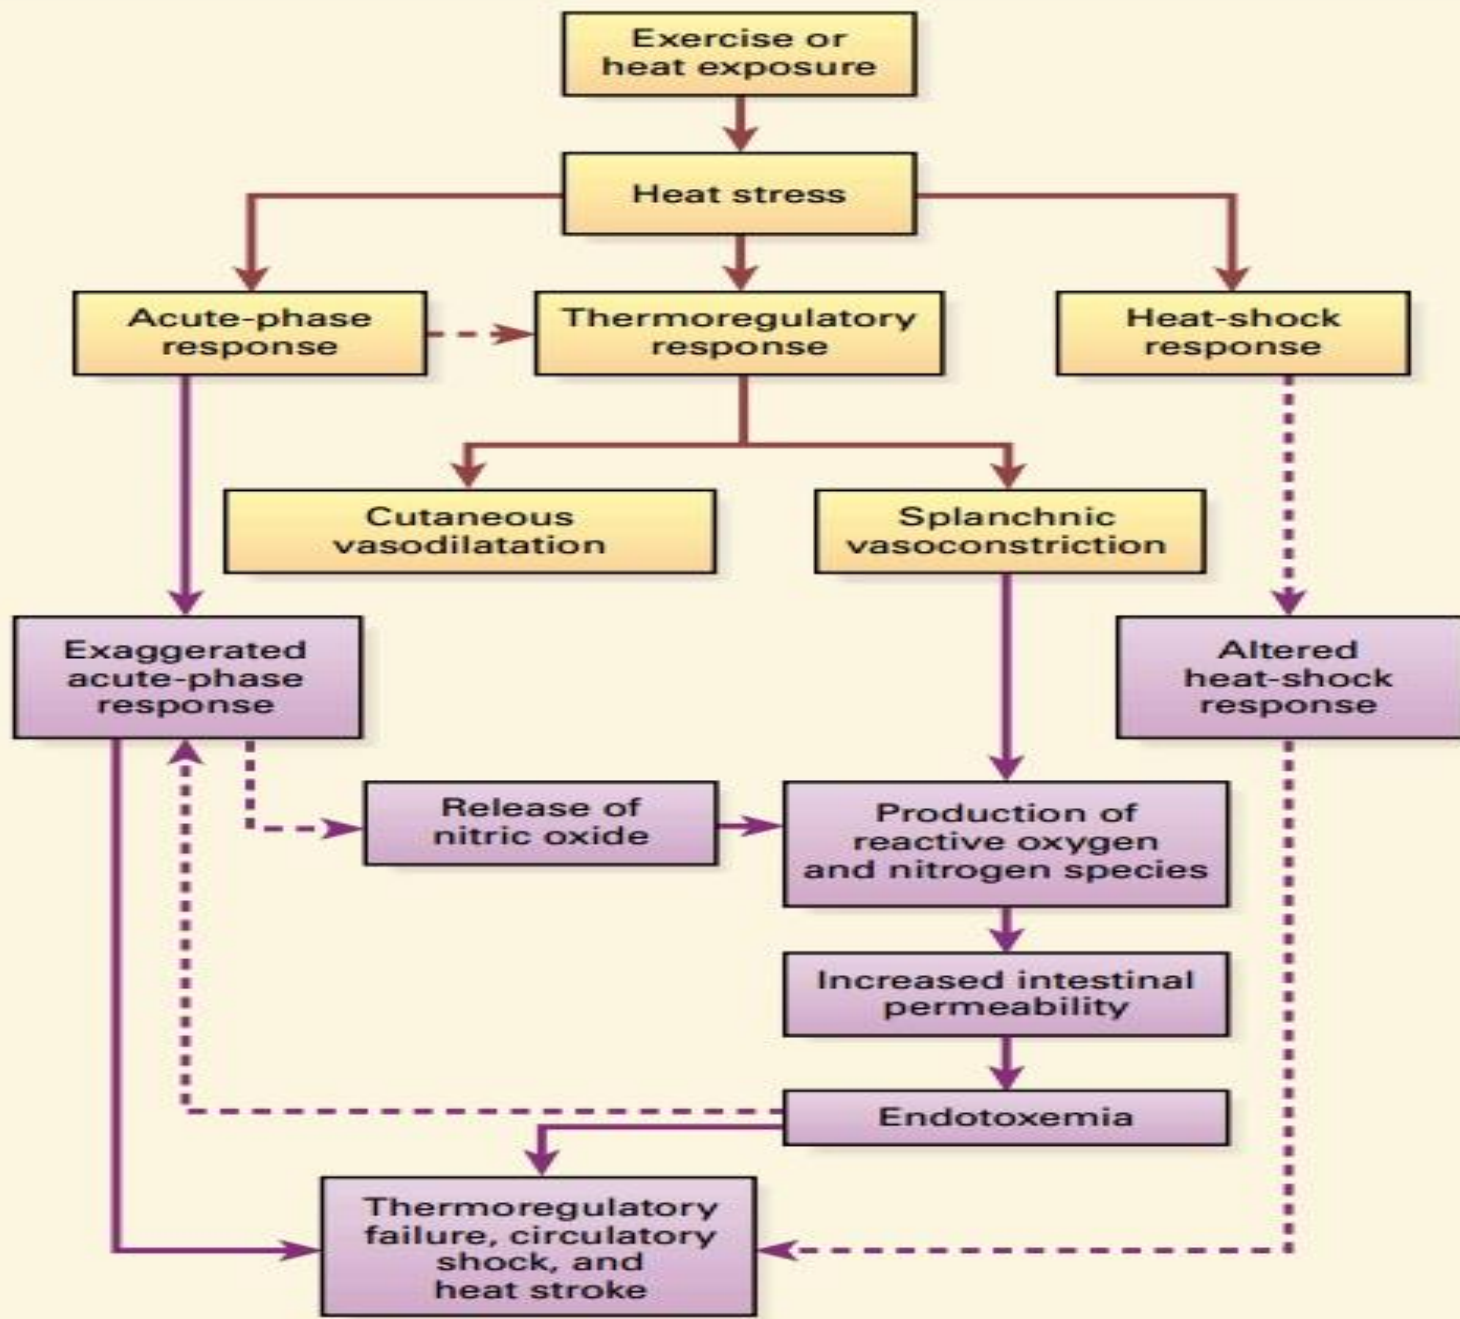 Exercise or
heat exposure
Heat stress
Acute-phase
response
Thermoregulatory
response
Heat-shock
response
Cutaneous
vasodilatation
Splanchnic
vasoconstriction
Exaggerated
acute-phase
response
Altered
heat-shock
response
Release of
nitric oxide
Production of
reactive oxygen
and nitrogen species
Increased intestinal
permeability
Endotoxemia
Thermoregulatory
failure, circulatory
shock, and
heat stroke